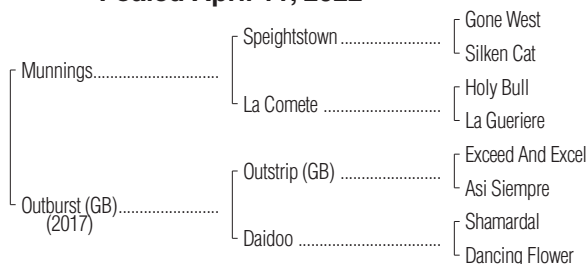 Foaled April 11, 2022
Gone West
Speightstown
Silken Cat
Munnings
Holy Bull
La Comete
La Gueriere
Exceed And Excel
Outstrip (GB)
Asi Siempre
Outburst (GB)
(2017)
Shamardal
Daidoo
Dancing Flower